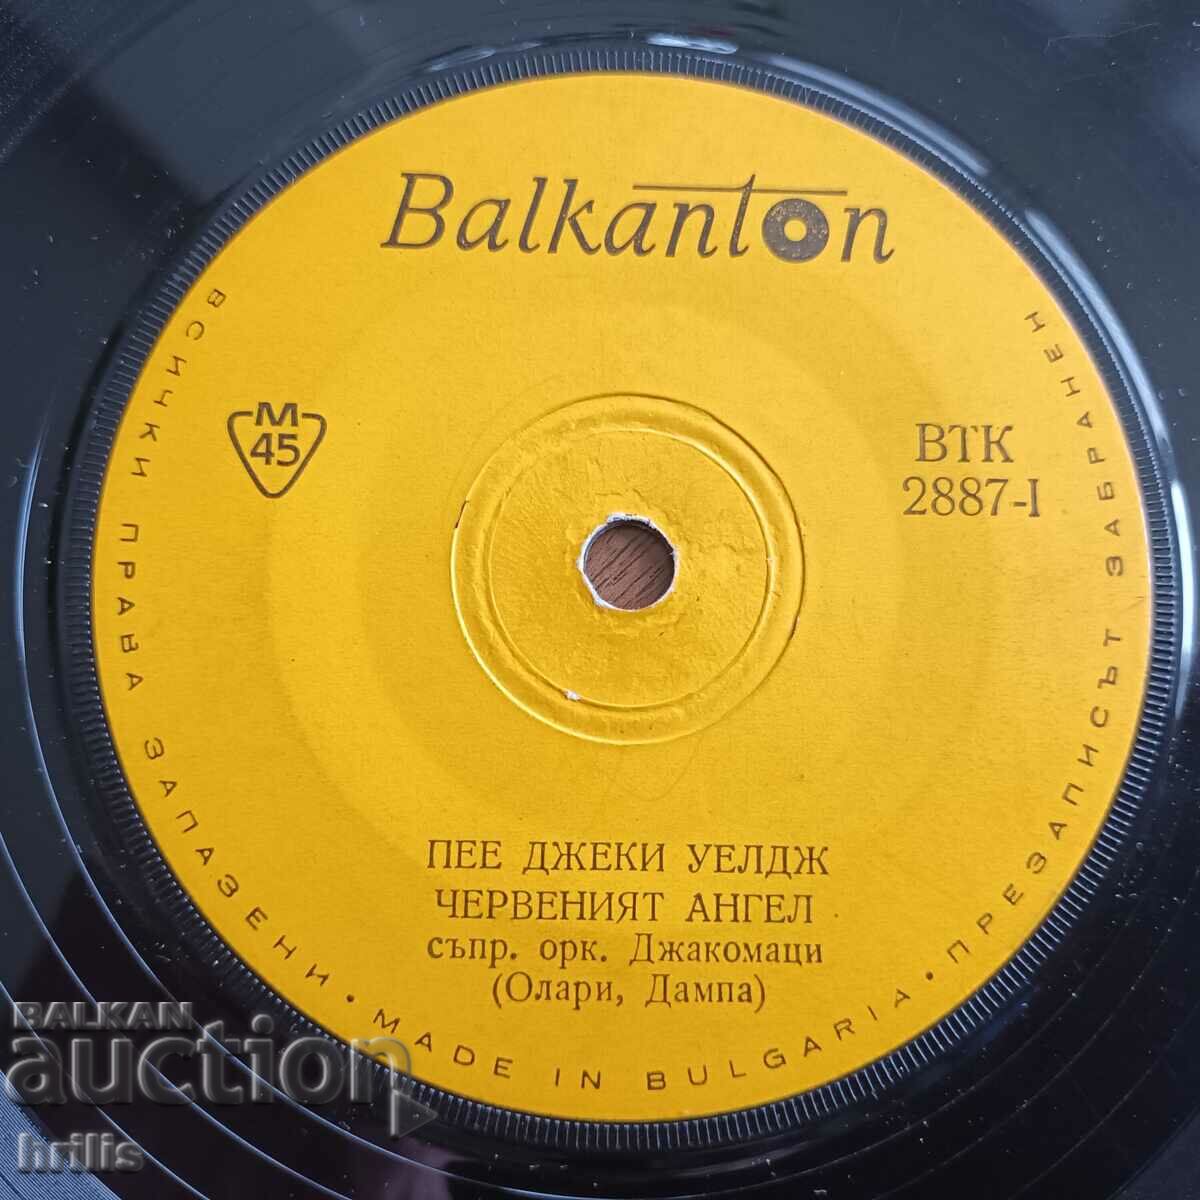 Balkanton
М
45
ВТК
2887-I
ПЕЕ ДЖЕКИ УЕЛДЖ
ЧЕРВЕНИЯТ АНГЕЛ
съпр. орк. Джакомаци
(Олари, Дампа)
ВСИЧКИ ПРАВА ЗАПАЗЕНИ • MADE IN BULGARIA • ПРЕЗАПИСЪТ ЗАБРАНЕН
BALKAN
auction
hrilis